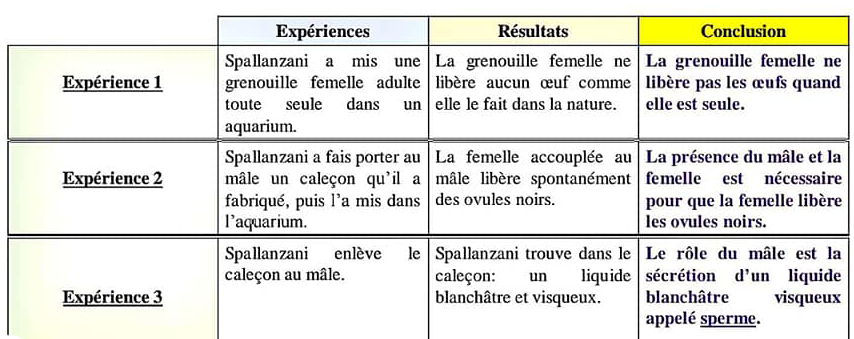 Expériences Résultats Conclusion
Expérience 1
Spallanzani a mis une
grenouille femelle adulte
toute seule dans un
aquarium.
La grenouille femelle ne
libère aucun œuf comme
elle le fait dans la nature.
La grenouille femelle ne
libère pas les œufs quand
elle est seule.
Expérience 2
Spallanzani a fais porter au
mâle un caleçon qu'il a
fabriqué, puis l'a mis dans
l'aquarium.
La femelle accouplée au
mâle libère spontanément
des ovules noirs.
La présence du mâle et la
femelle est nécessaire
pour que la femelle libère
les ovules noirs.
Expérience 3
Spallanzani enlève le
caleçon au mâle.
Spallanzani trouve dans le
caleçon: un liquide
blanchâtre et visqueux.
Le rôle du mâle est la
sécrétion d'un liquide
blanchâtre visqueux
appelé sperme.